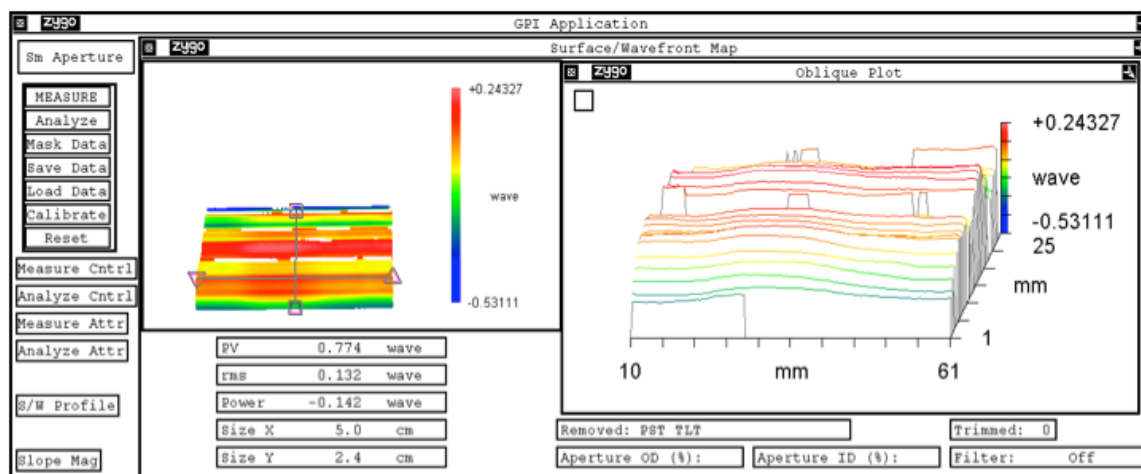 zygo GPI Application
Sm Aperture
zygo Surface/Wavefront Map
MEASURE
Analyze
Mask Data
Save Data
Load Data
Calibrate
Reset
Measure Cntrl
Analyze Cntrl
Measure Attr
Analyze Attr
S/W Profile
Slope Mag
+0.24327
wave
-0.53111
PV 0.774 wave
rms 0.132 wave
Power -0.142 wave
Size X 5.0 cm
Size Y 2.4 cm
zygo Oblique Plot
+0.24327
wave
-0.53111
25
mm
1
10 mm 61
Removed: PST TLT
Trimmed: 0
Aperture OD (%):
Aperture ID (%):
Filter: Off